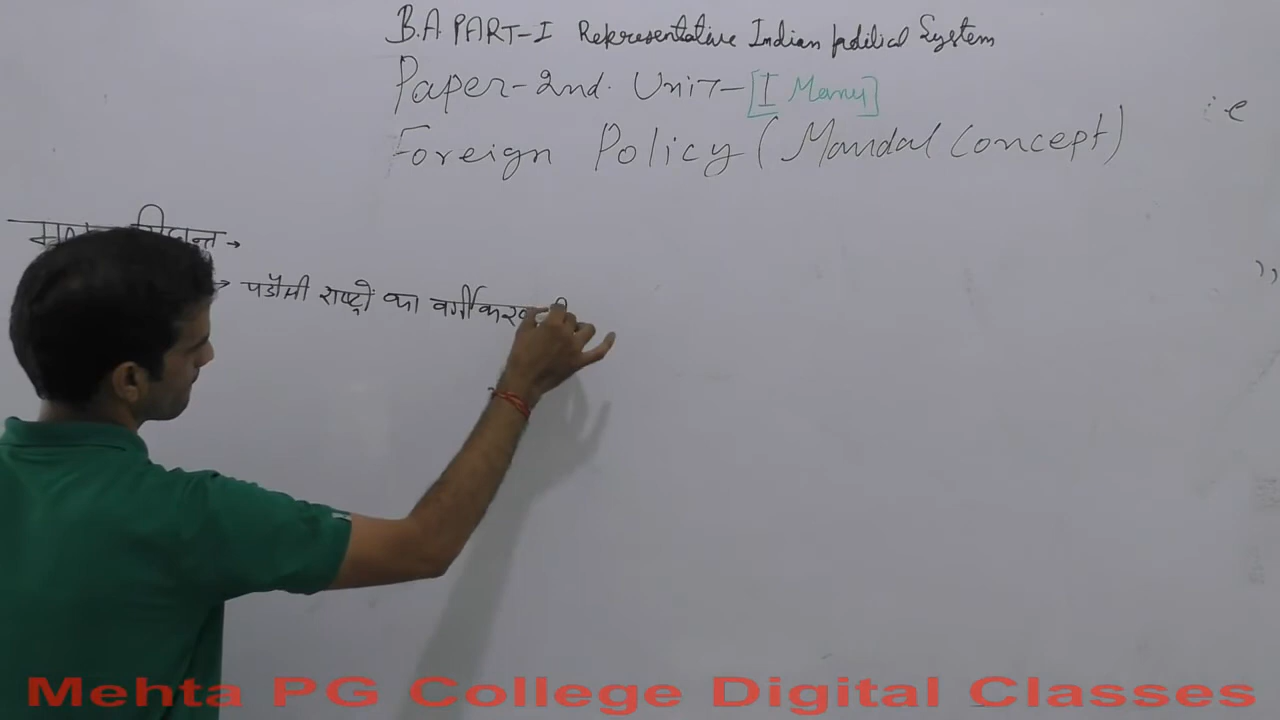 B.A. PART-I Representative Indian political System
Paper-2nd. Unit-[I Manu]
Foreign Policy (Mandal Concept)
पडौसी राष्ट्रों का वर्गीकरण
Mehta PG College Digital Classes